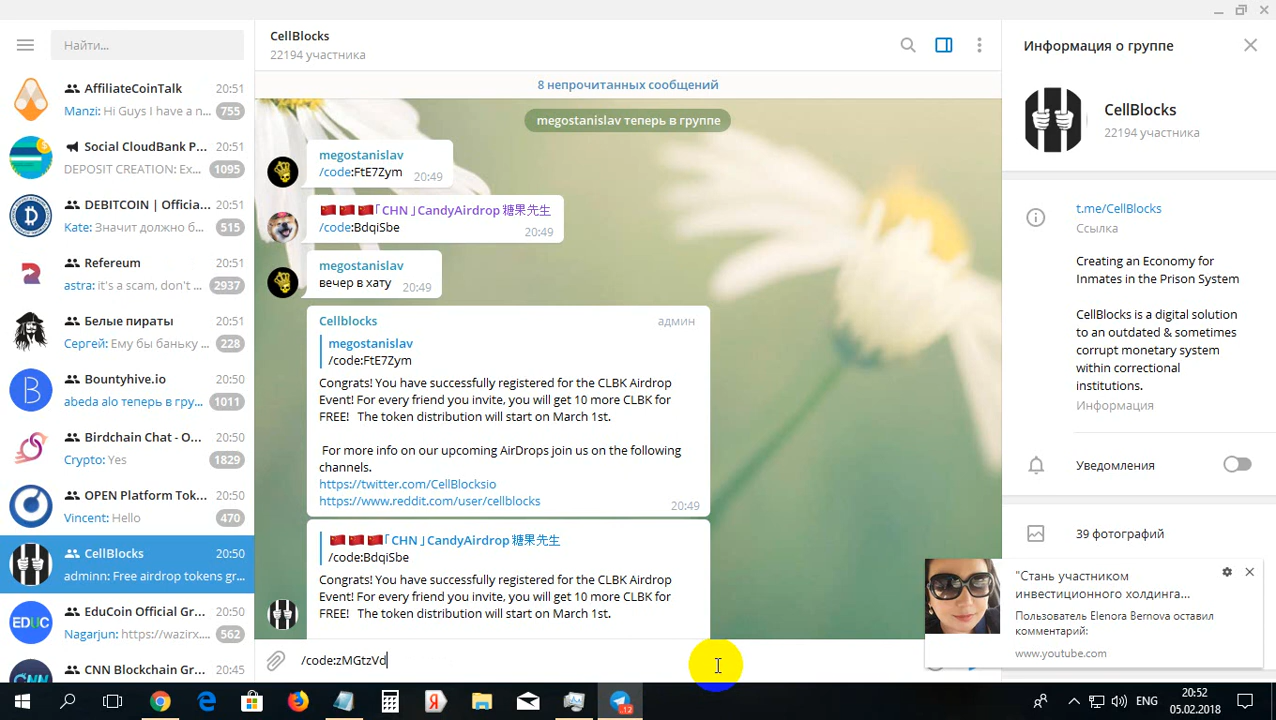 Найти...
AffiliateCoinTalk 20:51
Manzi: Hi Guys I have a n... 755
Social CloudBank P... 20:51
DEPOSIT CREATION: Ex... 1095
DEBITCOIN | Officia... 20:51
Kate: Значит должно б... 515
Refereum 20:51
astra: it's a scam, don't ... 2937
Белые пираты 20:51
Сергей: Ему бы баньку ... 228
Bountyhive.io 20:50
abeda alo теперь в гру... 1011
Birdchain Chat - O... 20:50
Crypto: Yes 1829
OPEN Platform Tok... 20:50
Vincent: Hello 470
CellBlocks 20:50
adminn: Free airdrop tokens gr...
EDUC
EduCoin Official Gr... 20:50
Nagarjun: https://wazirx.... 562
CNN Blockchain Gro... 20:45
CellBlocks
22194 участника
8 непрочитанных сообщений
megostanislav теперь в группе
megostanislav
/code:FtE7Zym 20:49
🇨🇳🇨🇳🇨🇳「CHN」CandyAirdrop 糖果先生
/code:BdqiSbe 20:49
megostanislav
вечер в хату 20:49
Cellblocks админ
megostanislav
/code:FtE7Zym
Congrats! You have successfully registered for the CLBK Airdrop
Event! For every friend you invite, you will get 10 more CLBK for
FREE! The token distribution will start on March 1st.
For more info on our upcoming AirDrops join us on the following
channels.
https://twitter.com/CellBlocksio
https://www.reddit.com/user/cellblocks 20:49
🇨🇳🇨🇳🇨🇳「CHN」CandyAirdrop 糖果先生
/code:BdqiSbe
Congrats! You have successfully registered for the CLBK Airdrop
Event! For every friend you invite, you will get 10 more CLBK for
FREE! The token distribution will start on March 1st.
/code:zMGtzVd
Информация о группе
CellBlocks
22194 участника
t.me/CellBlocks
Ссылка
Creating an Economy for
Inmates in the Prison System
CellBlocks is a digital solution
to an outdated & sometimes
corrupt monetary system
within correctional
institutions.
Информация
Уведомления
39 фотографий
"Стань участником
инвестиционного холдинга...
Пользователь Elenora Bernova оставил
комментарий:
www.youtube.com
12
ENG
20:52
05.02.2018